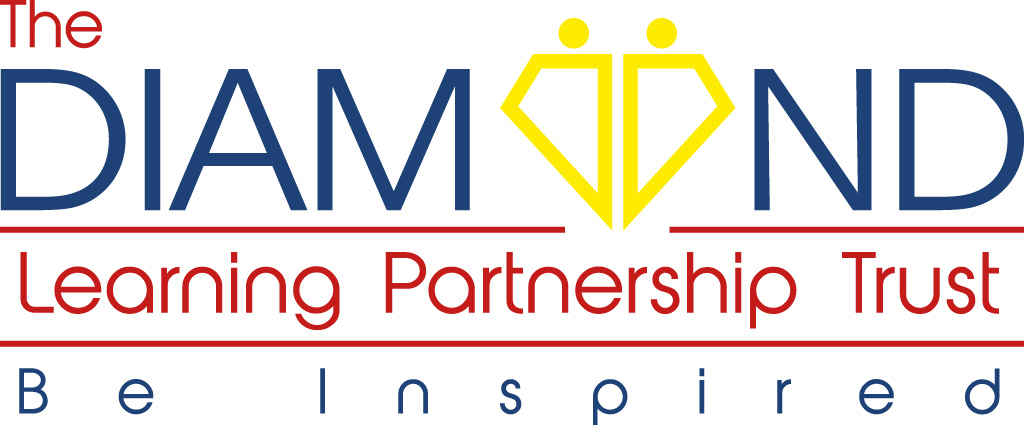 The
DIAMOND
Learning Partnership Trust
Be Inspired